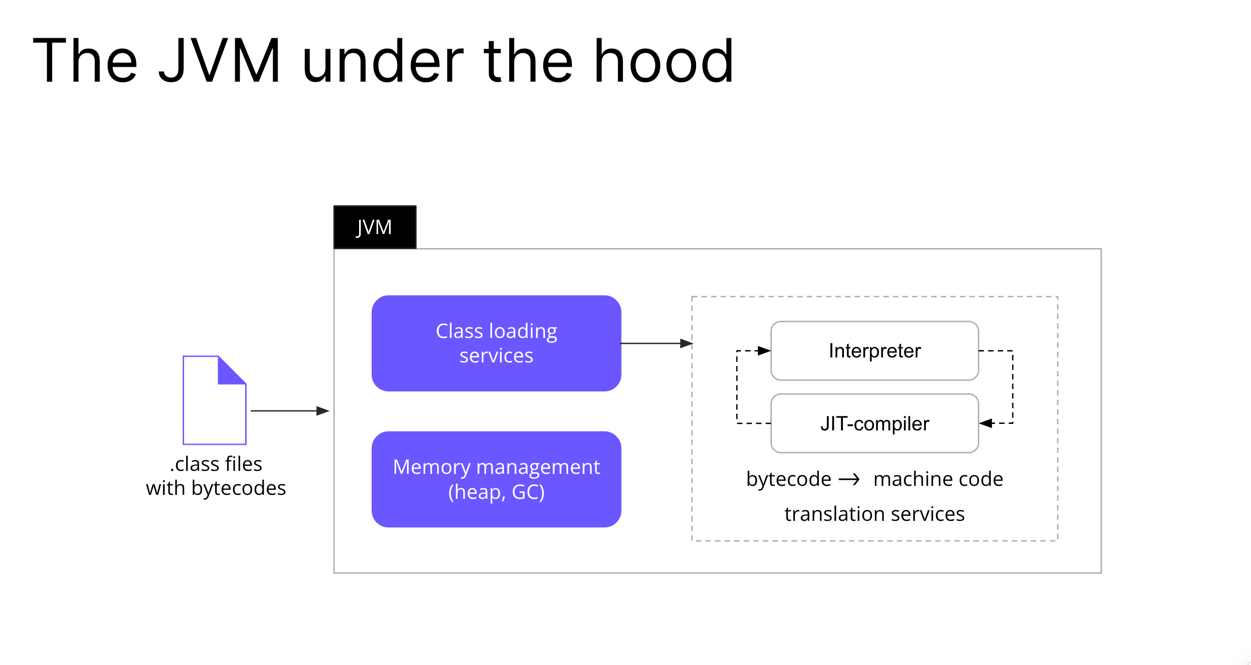 The JVM under the hood
JVM
Class loading
services
Interpreter
JIT-compiler
.class files
with bytecodes
Memory management
(heap, GC)
bytecode → machine code
translation services